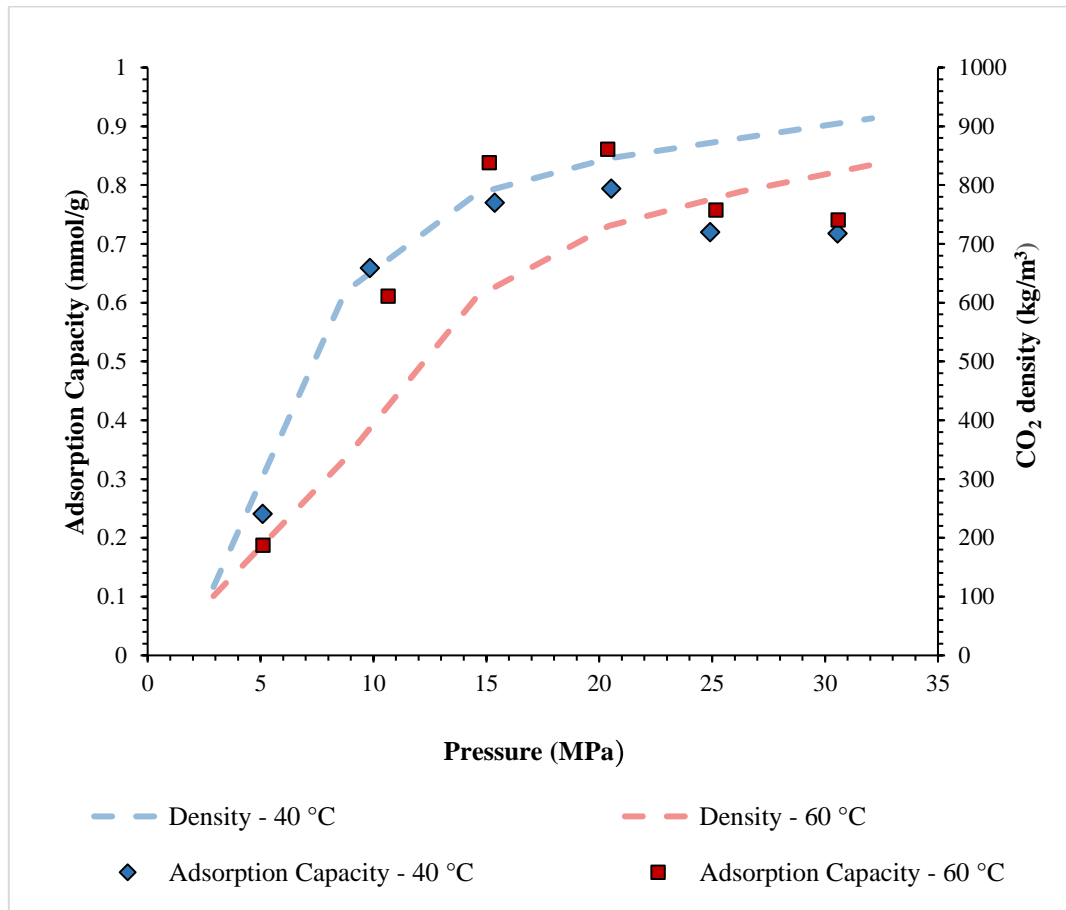 1
0.9
0.8
0.7
0.6
0.5
0.4
0.3
0.2
0.1
0
Adsorption Capacity (mmol/g)
1000
900
800
700
600
500
400
300
200
100
0
CO₂ density (kg/m³)
0 5 10 15 20 25 30 35
Pressure (MPa)
Density - 40 °C
Density - 60 °C
Adsorption Capacity - 40 °C
Adsorption Capacity - 60 °C